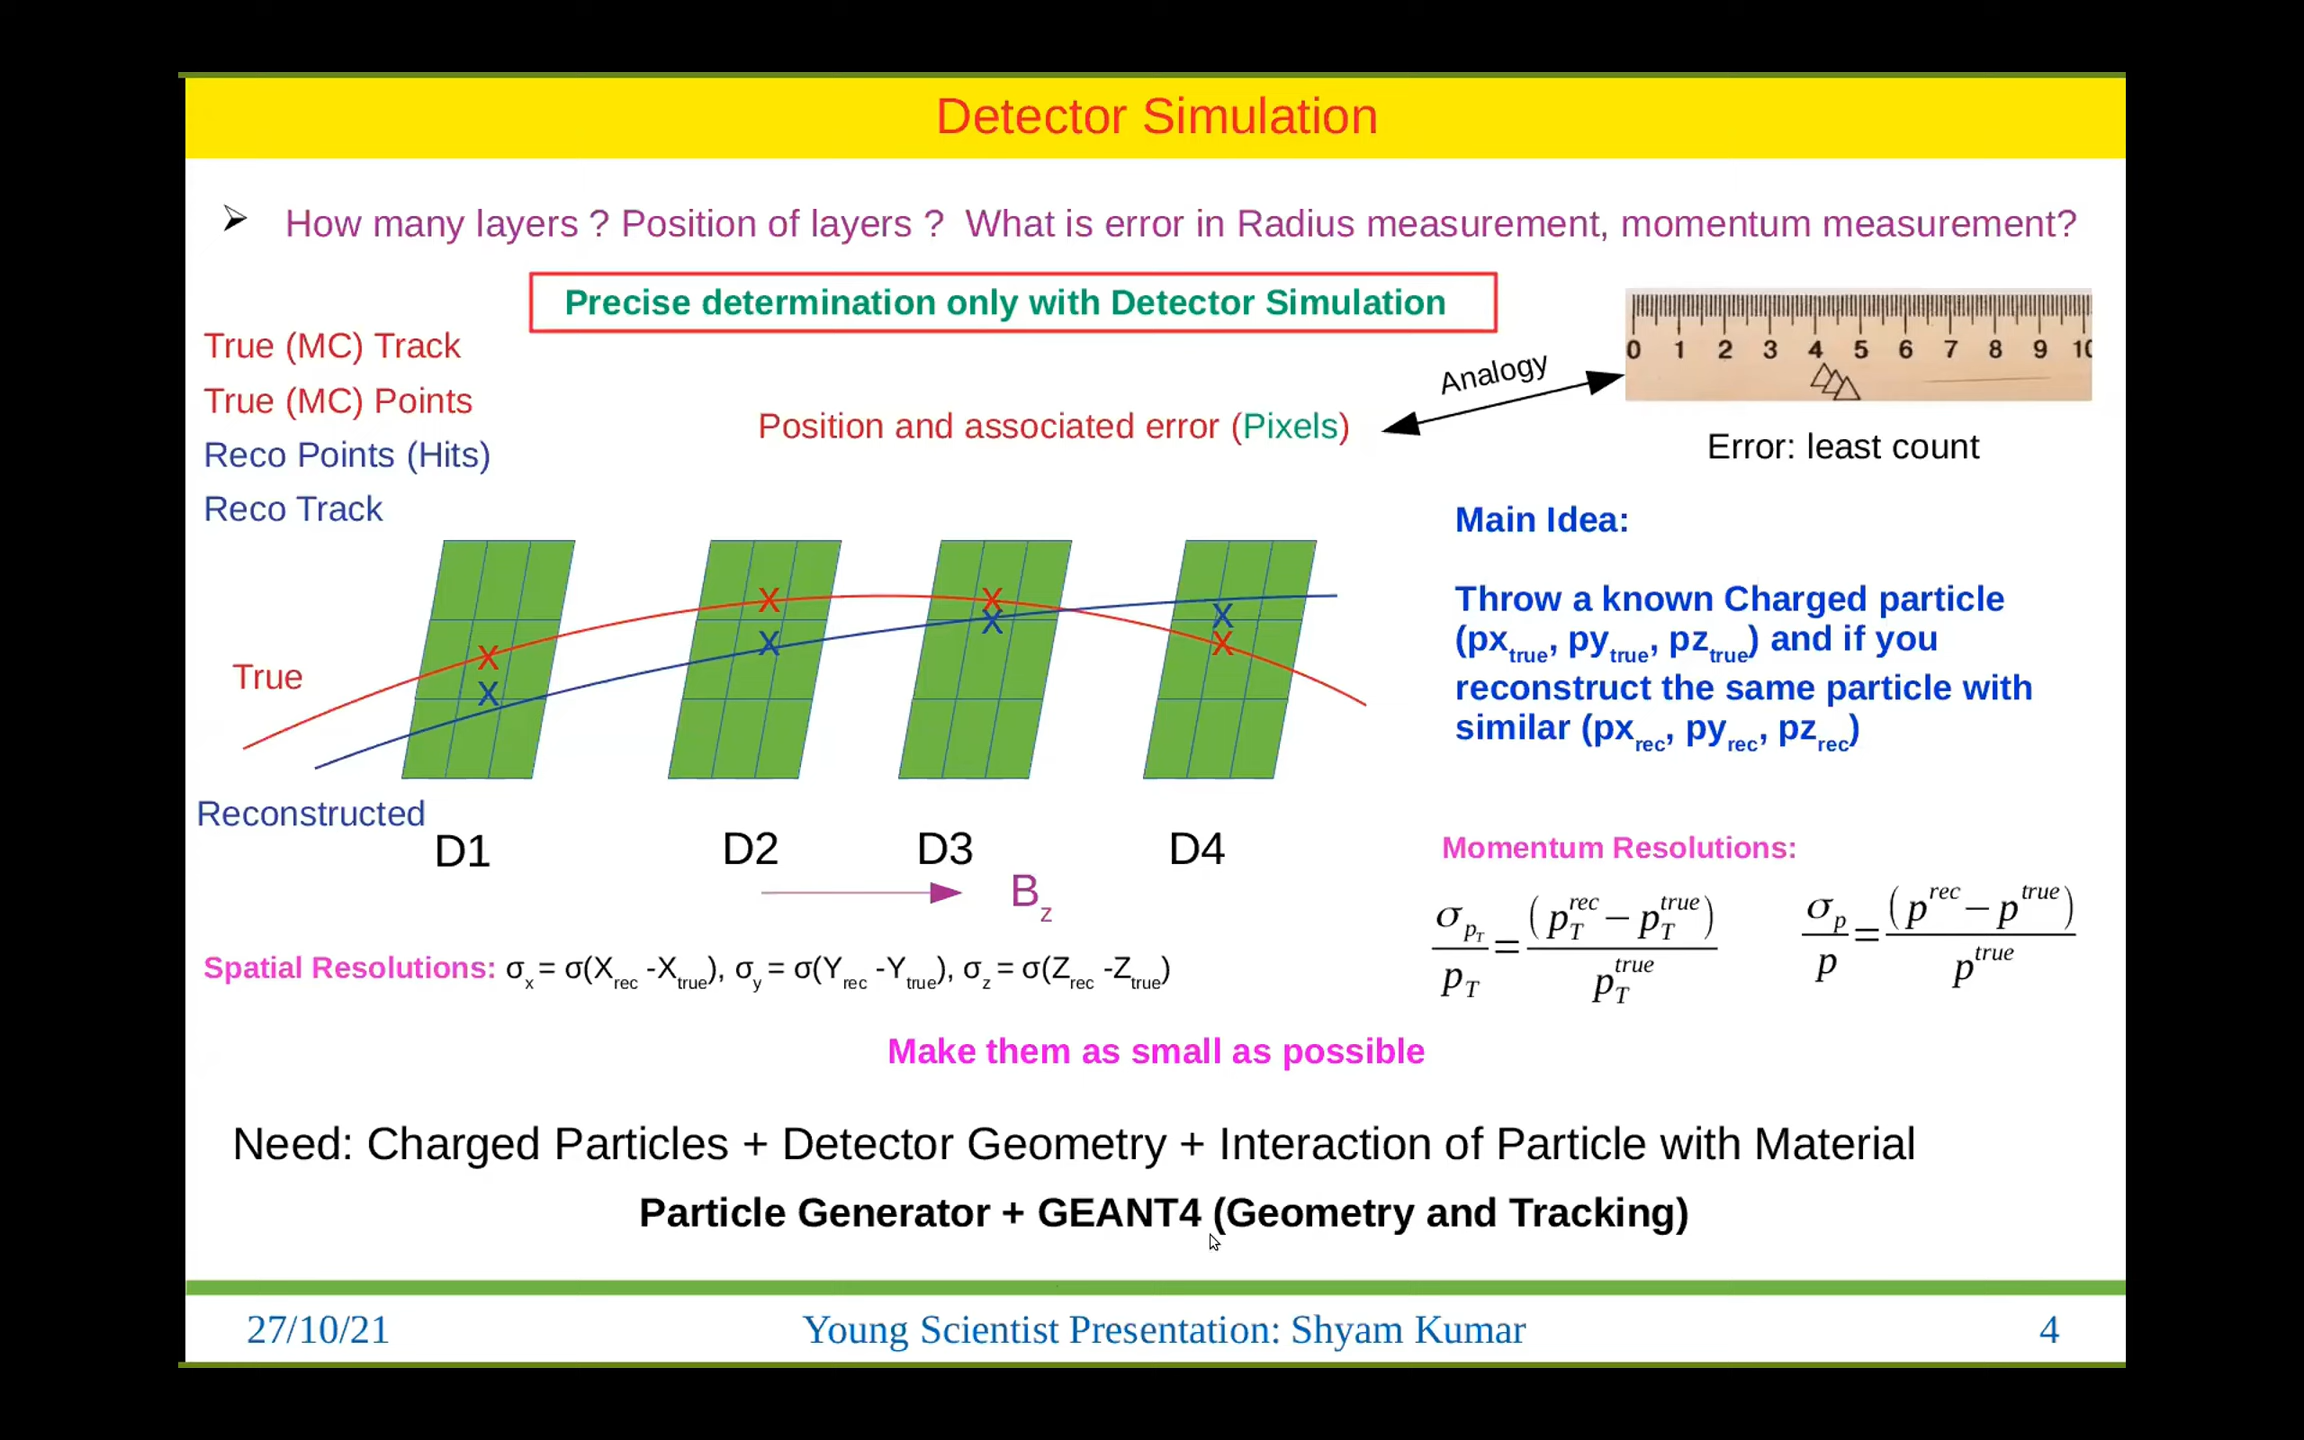 Detector Simulation
➢ How many layers ? Position of layers ? What is error in Radius measurement, momentum measurement?
Precise determination only with Detector Simulation
True (MC) Track
True (MC) Points
Reco Points (Hits)
Reco Track
Position and associated error (Pixels)
Analogy
0 1 2 3 4 5 6 7 8 9 10
Error: least count
Main Idea:
Throw a known Charged particle
(px_true, py_true, pz_true) and if you
reconstruct the same particle with
similar (px_rec, py_rec, pz_rec)
True
X X X X
X X X X
Reconstructed
D1 D2 D3 D4
B_z
Momentum Resolutions:
σ_{p_T} / p_T = (p_T^{rec} − p_T^{true}) / p_T^{true}
σ_p / p = (p^{rec} − p^{true}) / p^{true}
Spatial Resolutions: σ_x = σ(X_rec -X_true), σ_y = σ(Y_rec -Y_true), σ_z = σ(Z_rec -Z_true)
Make them as small as possible
Need: Charged Particles + Detector Geometry + Interaction of Particle with Material
Particle Generator + GEANT4 (Geometry and Tracking)
27/10/21 Young Scientist Presentation: Shyam Kumar 4